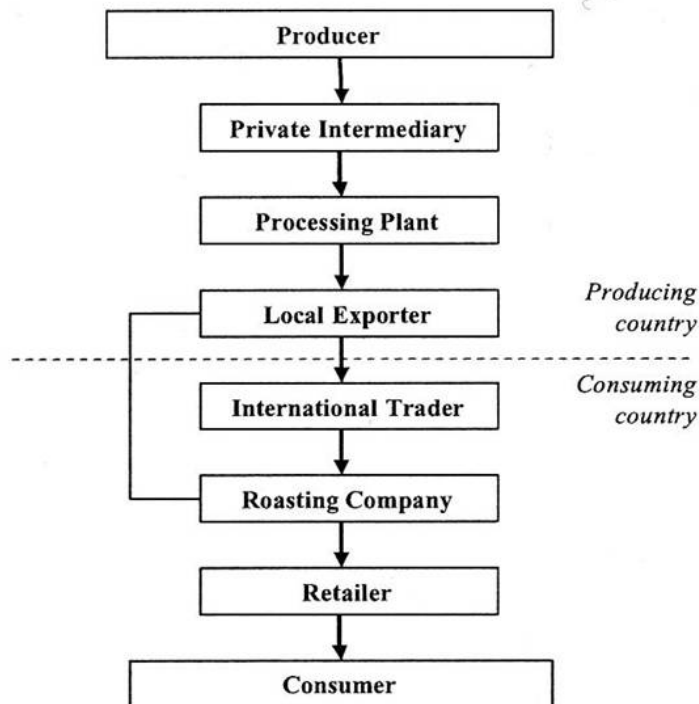 Producer
Private Intermediary
Processing Plant
Local Exporter
Producing
country
Consuming
country
International Trader
Roasting Company
Retailer
Consumer